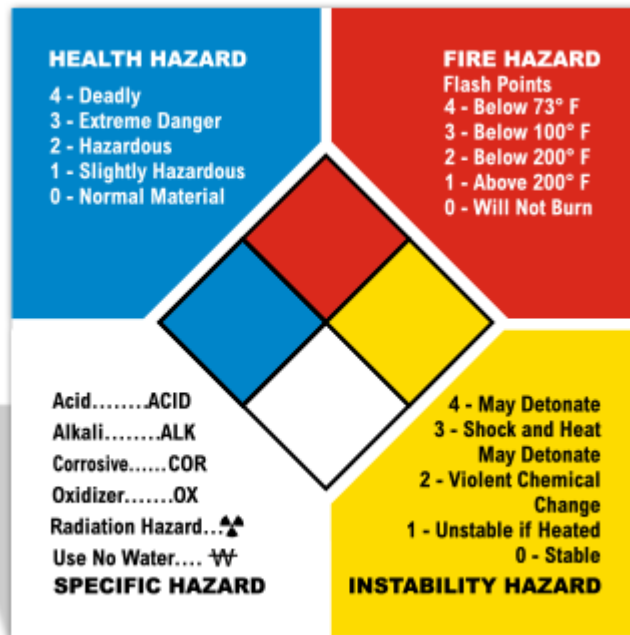 HEALTH HAZARD
4 - Deadly
3 - Extreme Danger
2 - Hazardous
1 - Slightly Hazardous
0 - Normal Material
FIRE HAZARD
Flash Points
4 - Below 73° F
3 - Below 100° F
2 - Below 200° F
1 - Above 200° F
0 - Will Not Burn
Acid........ACID
Alkali........ALK
Corrosive......COR
Oxidizer.......OX
Radiation Hazard...☢
Use No Water.... W̶
SPECIFIC HAZARD
4 - May Detonate
3 - Shock and Heat
May Detonate
2 - Violent Chemical
Change
1 - Unstable if Heated
0 - Stable
INSTABILITY HAZARD